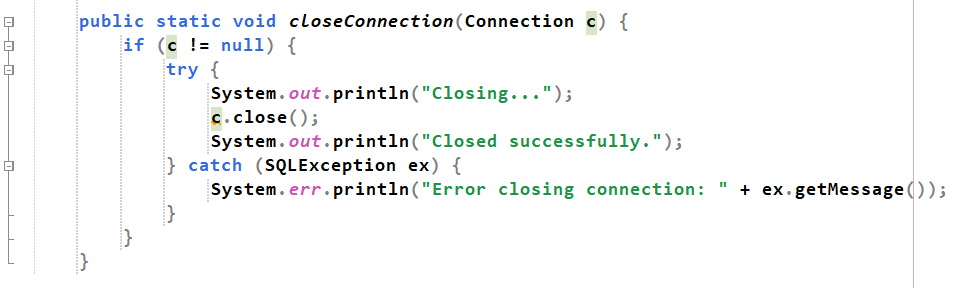 public static void closeConnection(Connection c) {
if (c != null) {
try {
System.out.println("Closing...");
c.close();
System.out.println("Closed successfully.");
} catch (SQLException ex) {
System.err.println("Error closing connection: " + ex.getMessage());
}
}
}